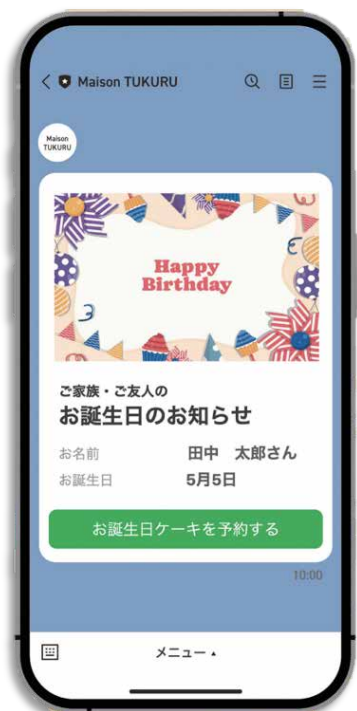 Maison TUKURU
Maison
TUKURU
Happy
Birthday
ご家族・ご友人の
お誕生日のお知らせ
お名前 田中 太郎さん
お誕生日 5月5日
お誕生日ケーキを予約する
10:00
メニュー